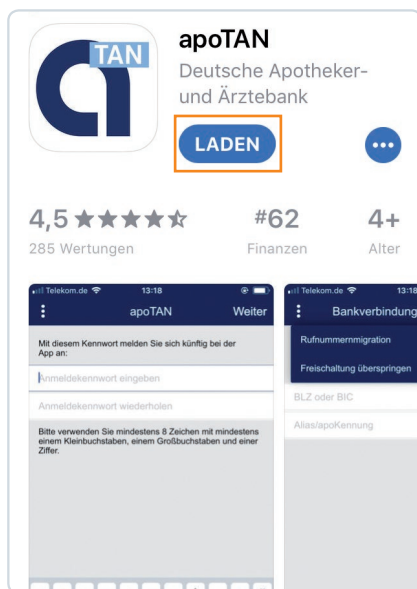 TAN
apoTAN
Deutsche Apotheker-
und Ärztebank
LADEN
4,5
#62
4+
285 Wertungen
Finanzen
Alter
Telekom.de
13:18
apoTAN
Weiter
Mit diesem Kennwort melden Sie sich künftig bei der
App an:
Anmeldekennwort eingeben
Anmeldekennwort wiederholen
Bitte verwenden Sie mindestens 8 Zeichen mit mindestens
einem Kleinbuchstaben, einem Großbuchstaben und einer
Ziffer.
Telekom.de
13:18
Bankverbindung
Rufnummernmigration
Freischaltung überspringen
BLZ oder BIC
Alias/apoKennung